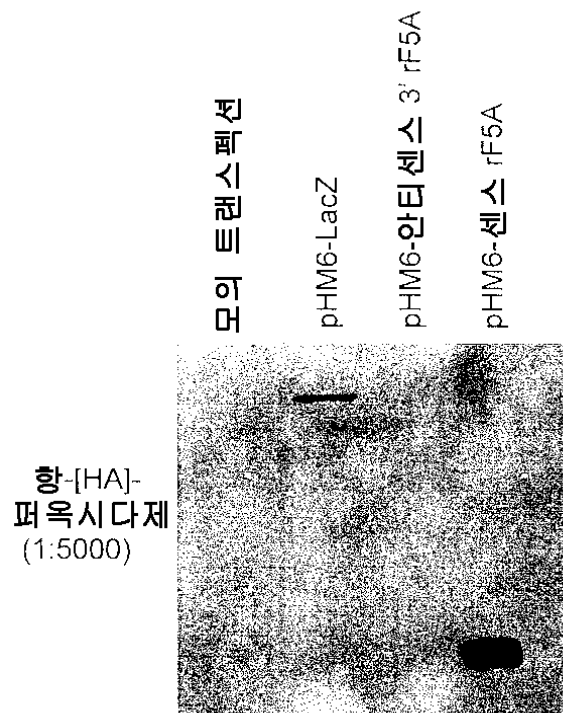 모의 트랜스펙션
pHM6-LacZ
pHM6-안티센스 3' rF5A
pHM6-센스 rF5A
항-[HA]-
퍼옥시다제
(1:5000)